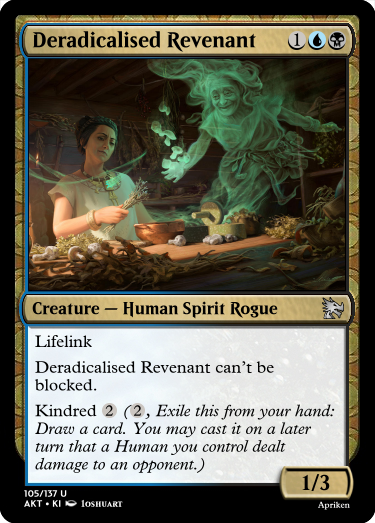 Deradicalised Revenant 1
Creature — Human Spirit Rogue
Lifelink
Deradicalised Revenant can't be
blocked.
Kindred 2 (2, Exile this from your hand:
Draw a card. You may cast it on a later
turn that a Human you control dealt
damage to an opponent.)
1/3
105/137 U
AKT • KI Ioshuart
Apriken